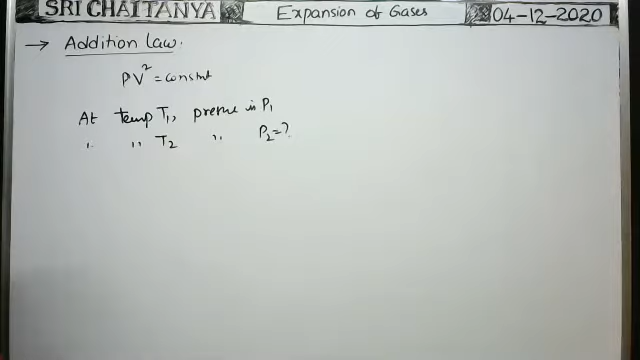 SRI CHAITANYA
Expansion of Gases
04-12-2020
→ Addition law.
PV² = constant
At temp T₁, pressure is P₁
" " T₂ " P₂=?